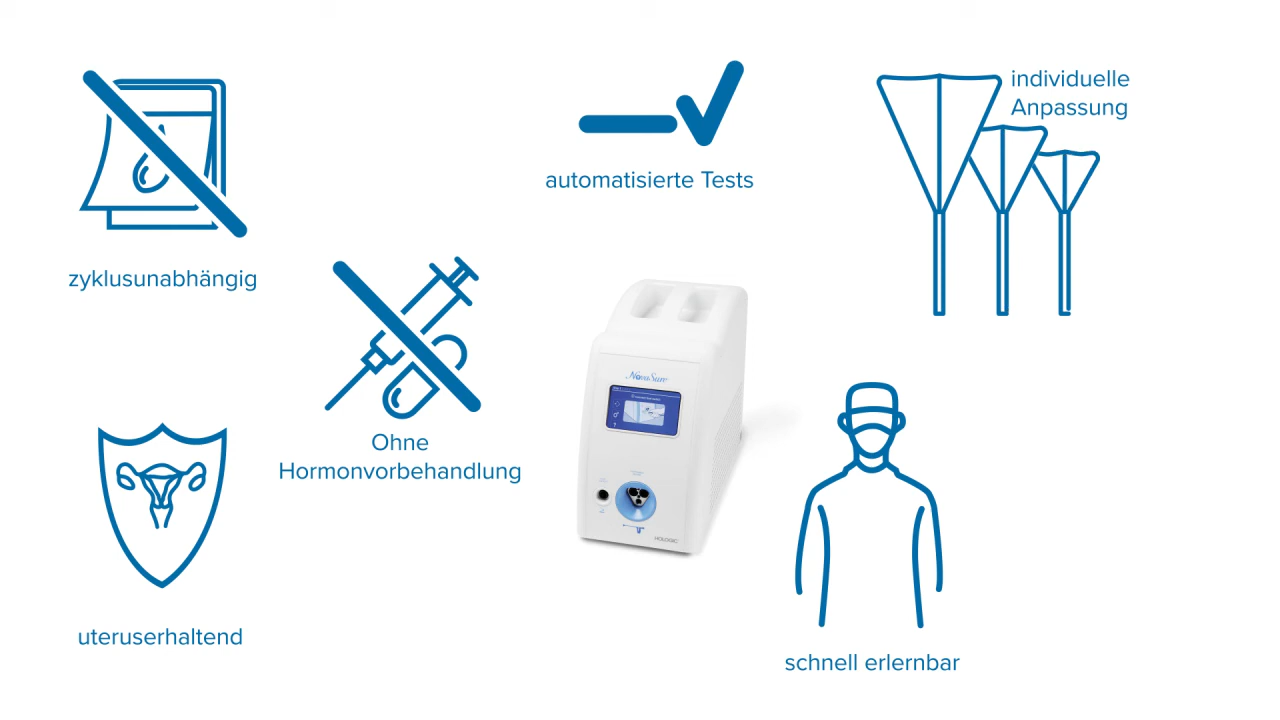 individuelle
Anpassung
automatisierte Tests
zyklusunabhängig
Ohne
Hormonvorbehandlung
NovaSure
HOLOGIC
uteruserhaltend
schnell erlernbar